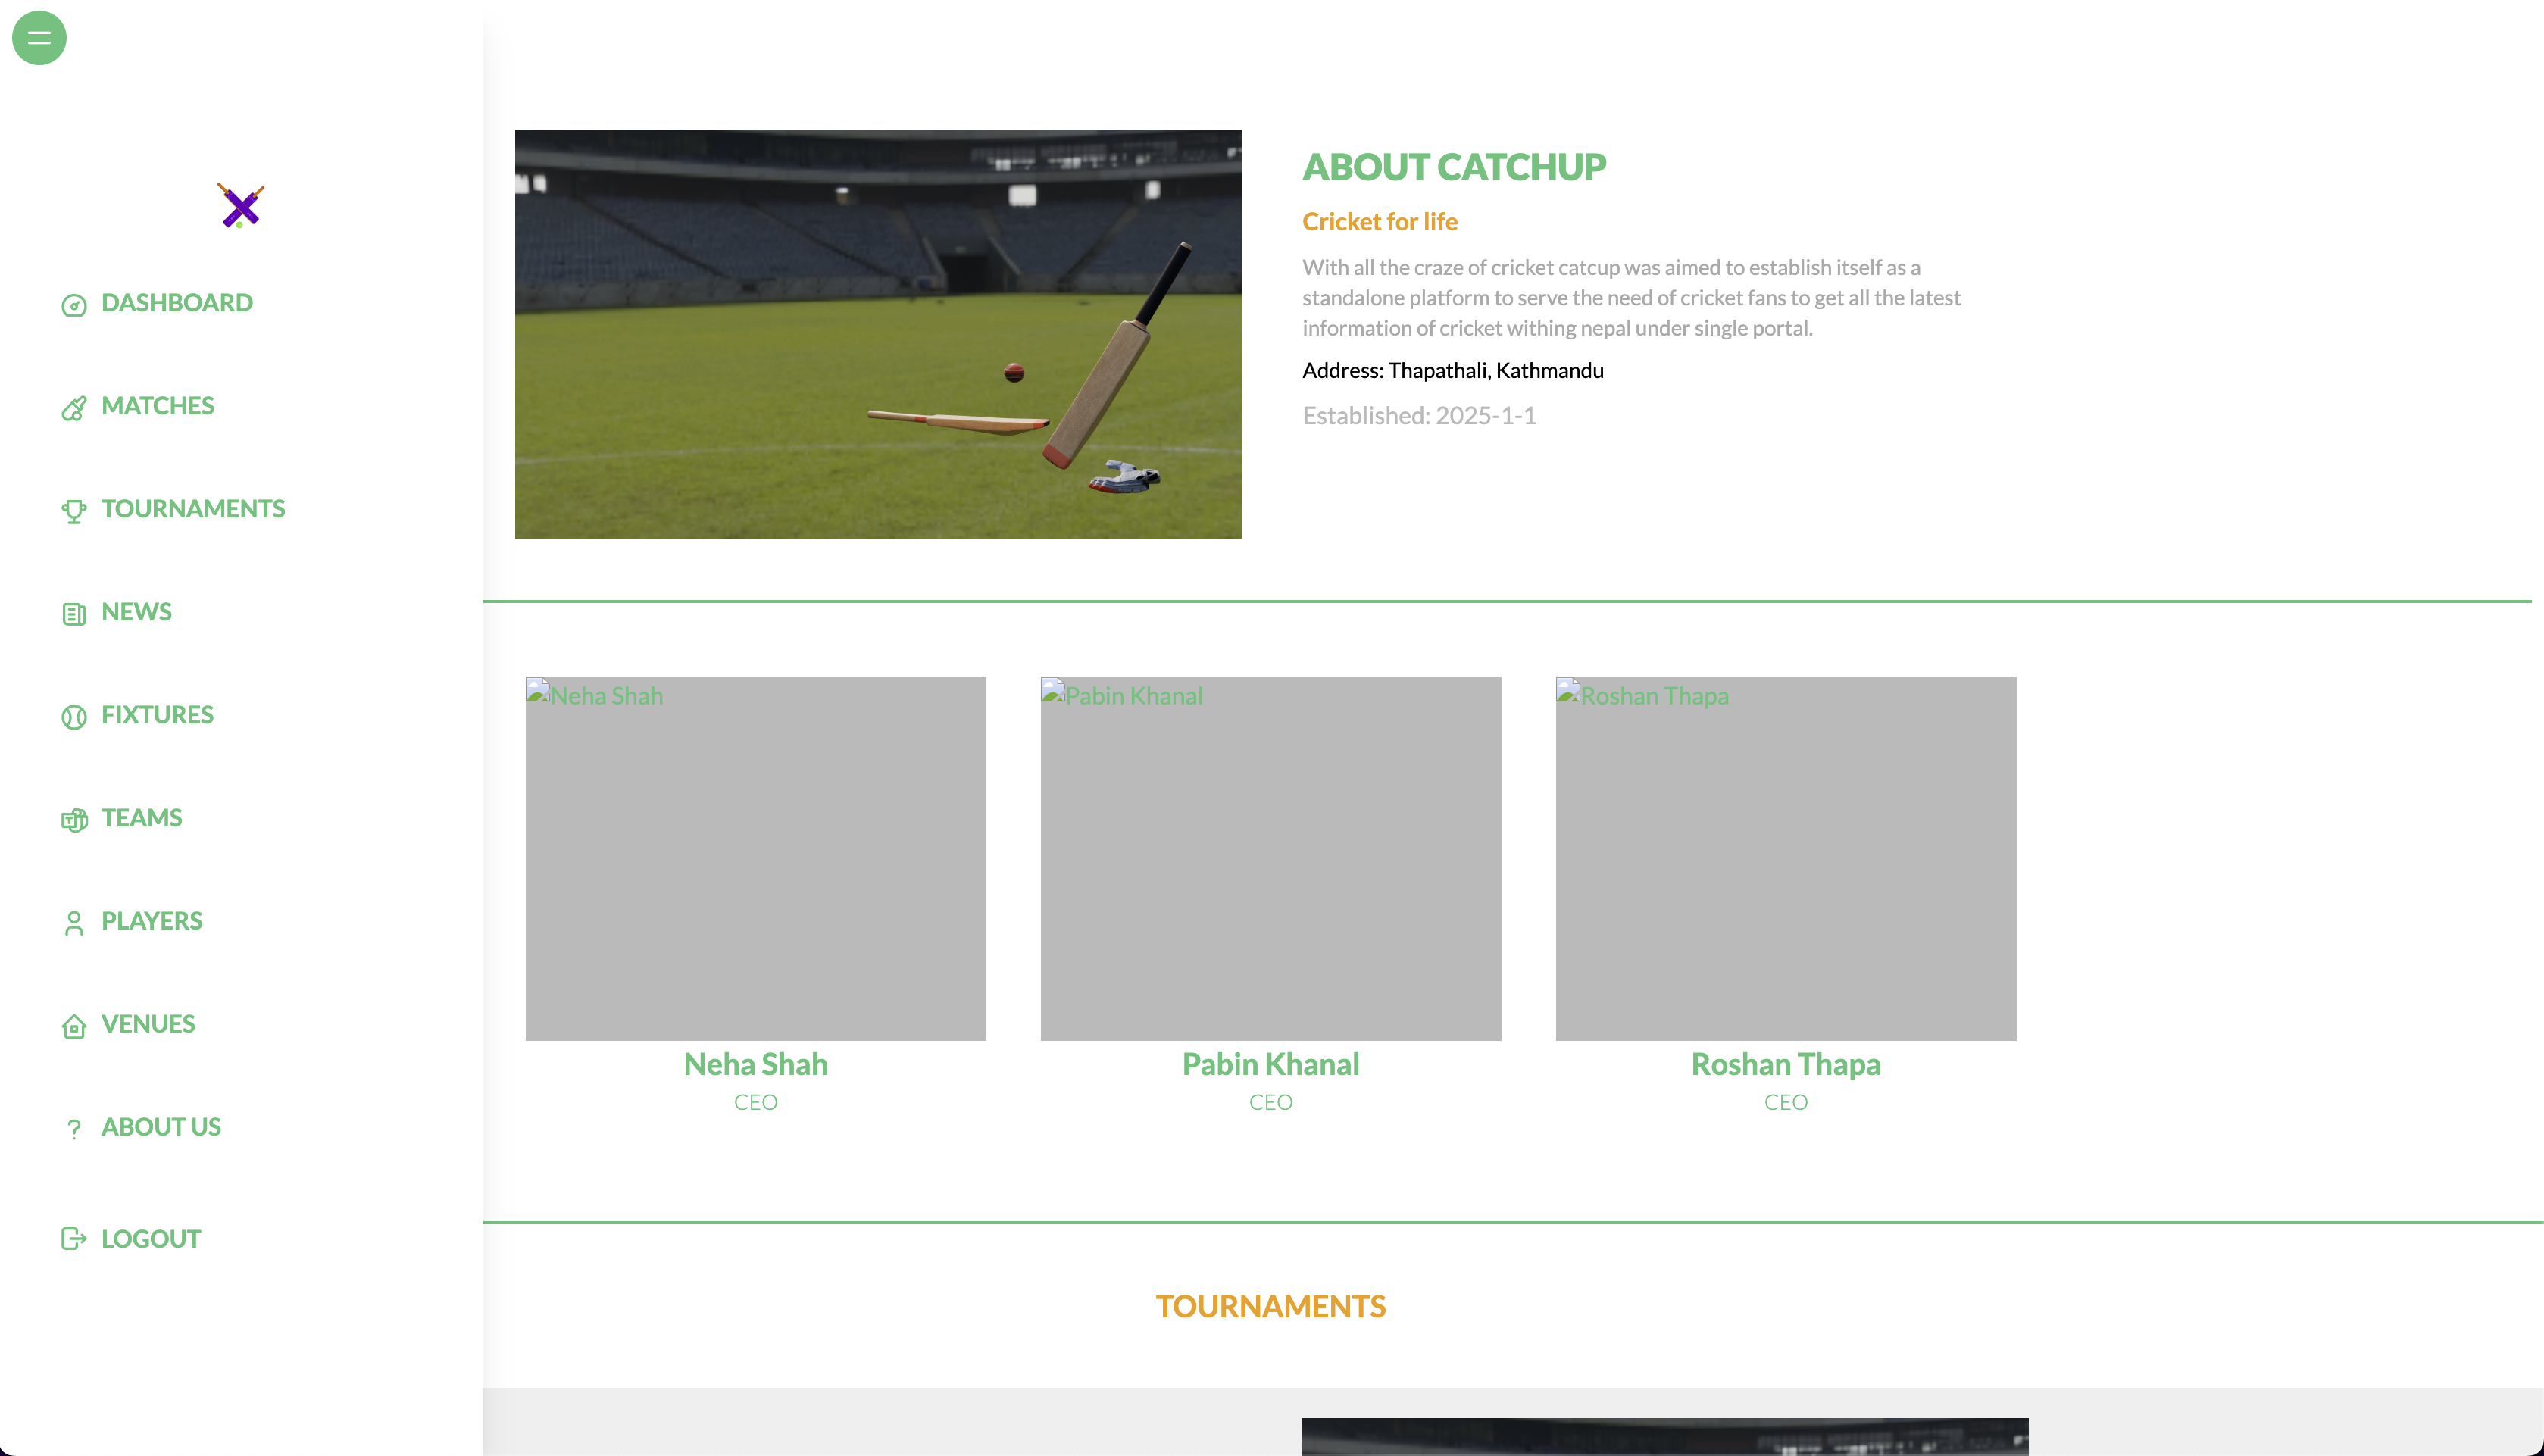 DASHBOARD
MATCHES
TOURNAMENTS
NEWS
FIXTURES
TEAMS
PLAYERS
VENUES
ABOUT US
LOGOUT
ABOUT CATCHUP
Cricket for life
With all the craze of cricket catcup was aimed to establish itself as a
standalone platform to serve the need of cricket fans to get all the latest
information of cricket withing nepal under single portal.
Address: Thapathali, Kathmandu
Established: 2025-1-1
Neha Shah
Pabin Khanal
Roshan Thapa
Neha Shah
CEO
Pabin Khanal
CEO
Roshan Thapa
CEO
TOURNAMENTS